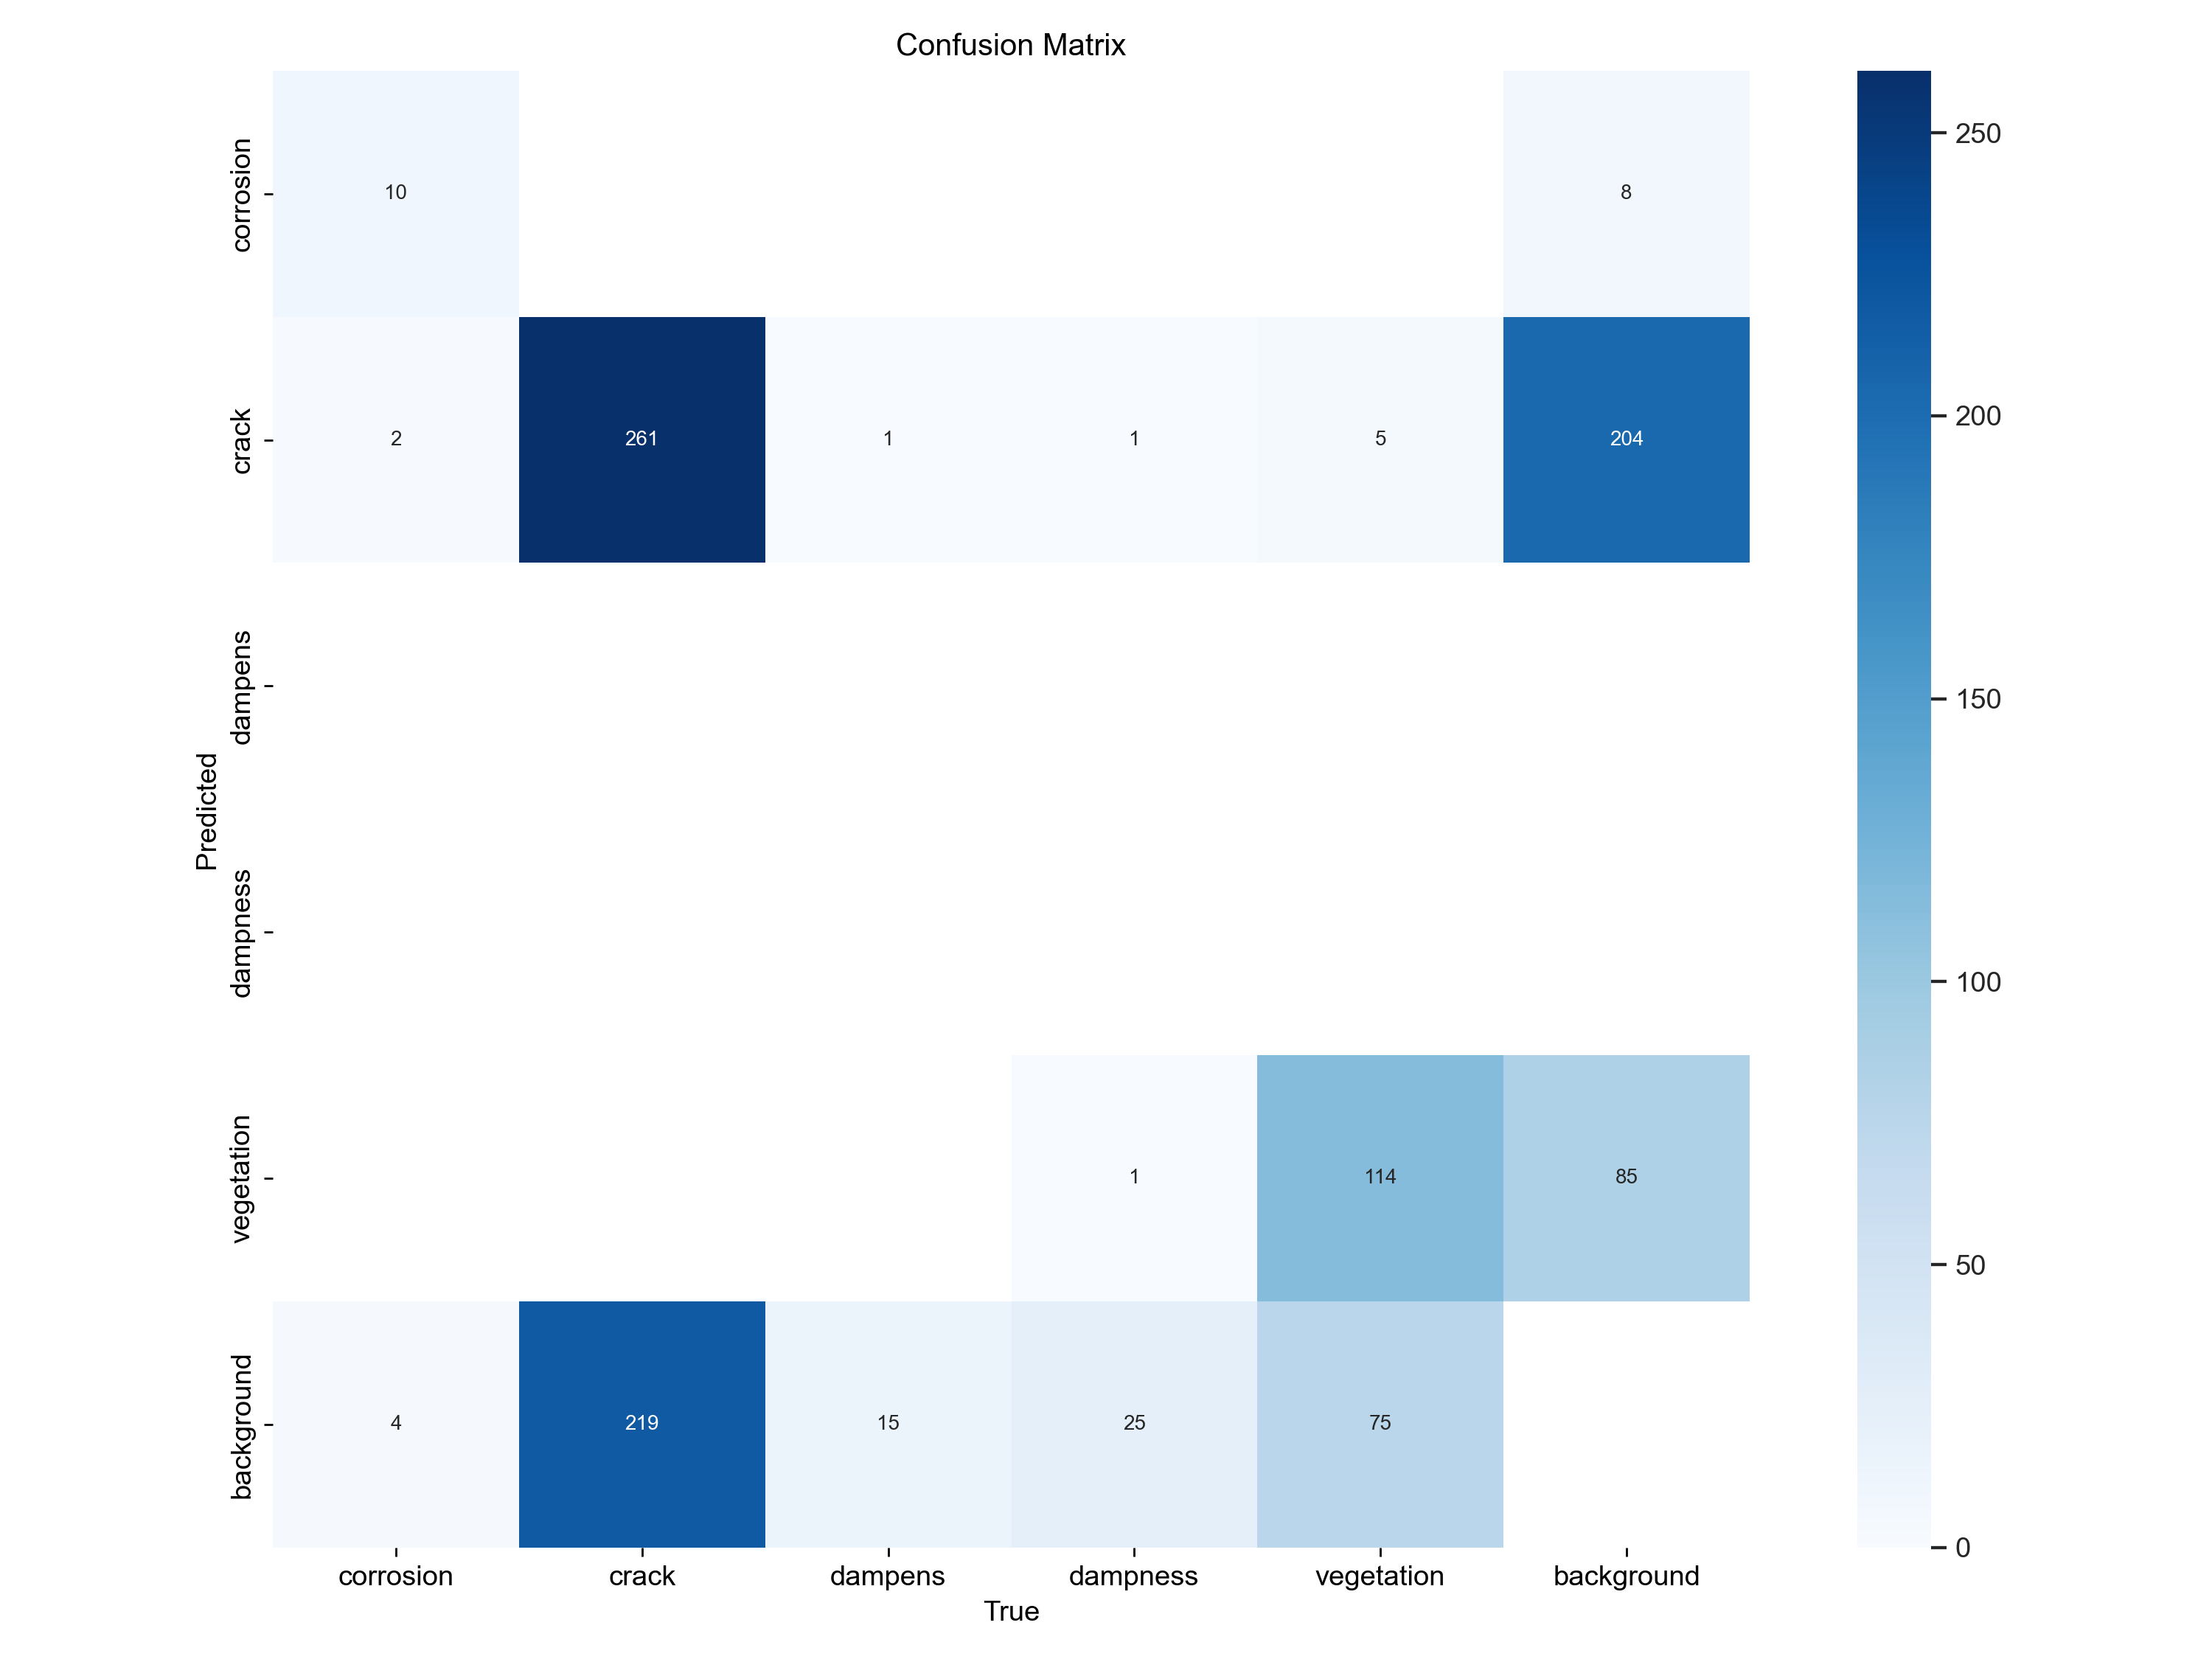 Confusion Matrix
corrosion
10
8
crack
2
261
1
1
5
204
dampens
dampness
vegetation
1
114
85
background
4
219
15
25
75
Predicted
corrosion
crack
dampens
dampness
vegetation
background
True
250
200
150
100
50
0